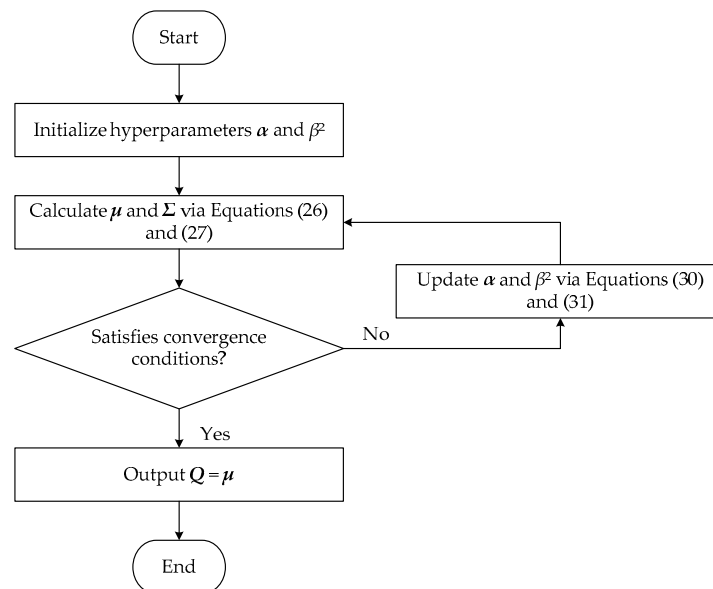 Start
Initialize hyperparameters α and β²
Calculate μ and Σ via Equations (26)
and (27)
Update α and β² via Equations (30)
and (31)
Satisfies convergence
conditions?
No
Yes
Output Q = μ
End